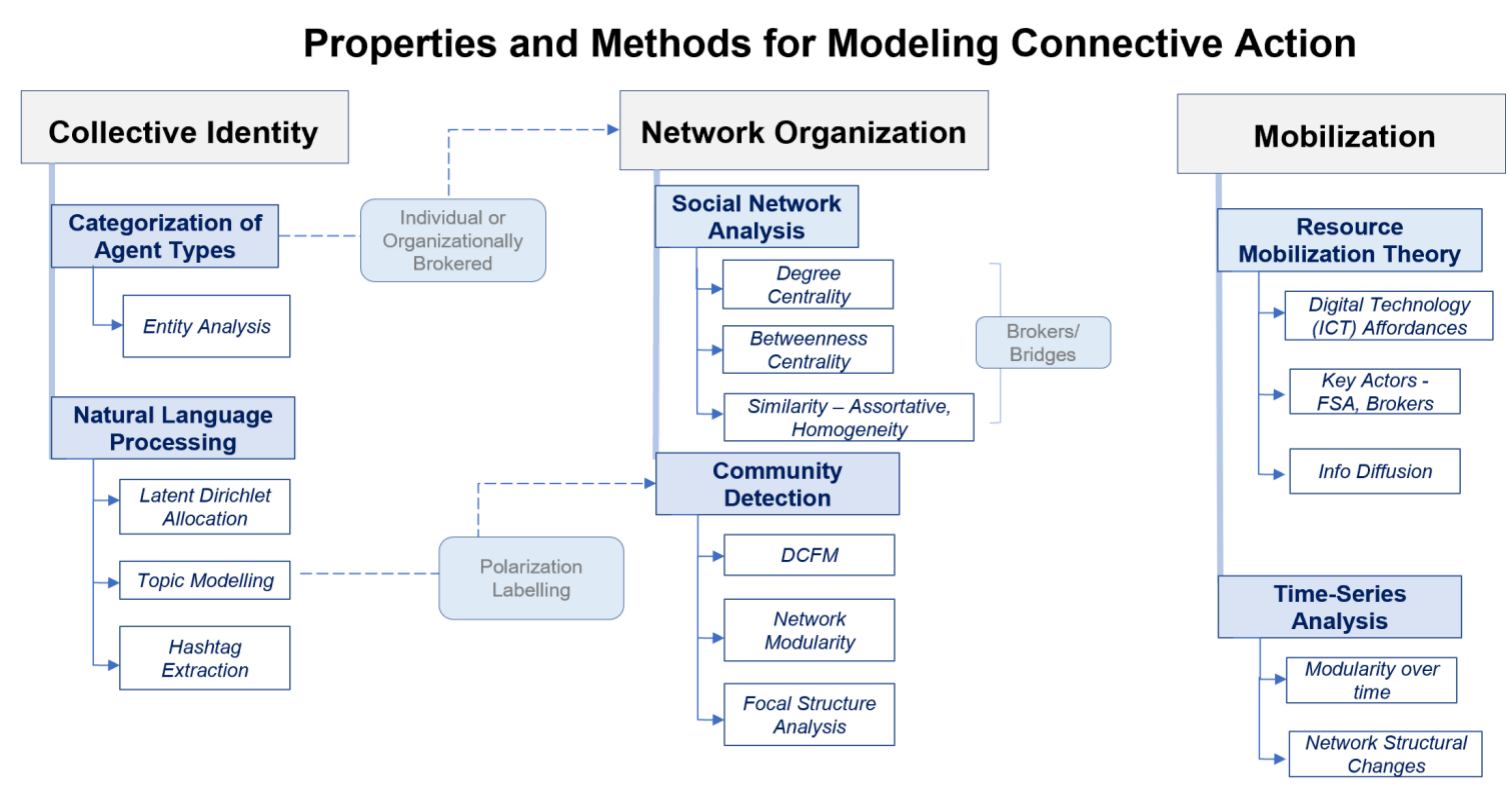 Properties and Methods for Modeling Connective Action
Collective Identity
Categorization of
Agent Types
Entity Analysis
Natural Language
Processing
Latent Dirichlet
Allocation
Topic Modelling
Hashtag
Extraction
Individual or
Organizationally
Brokered
Polarization
Labelling
Network Organization
Social Network
Analysis
Degree
Centrality
Betweenness
Centrality
Similarity – Assortative,
Homogeneity
Brokers/
Bridges
Community
Detection
DCFM
Network
Modularity
Focal Structure
Analysis
Mobilization
Resource
Mobilization Theory
Digital Technology
(ICT) Affordances
Key Actors -
FSA, Brokers
Info Diffusion
Time-Series
Analysis
Modularity over
time
Network Structural
Changes